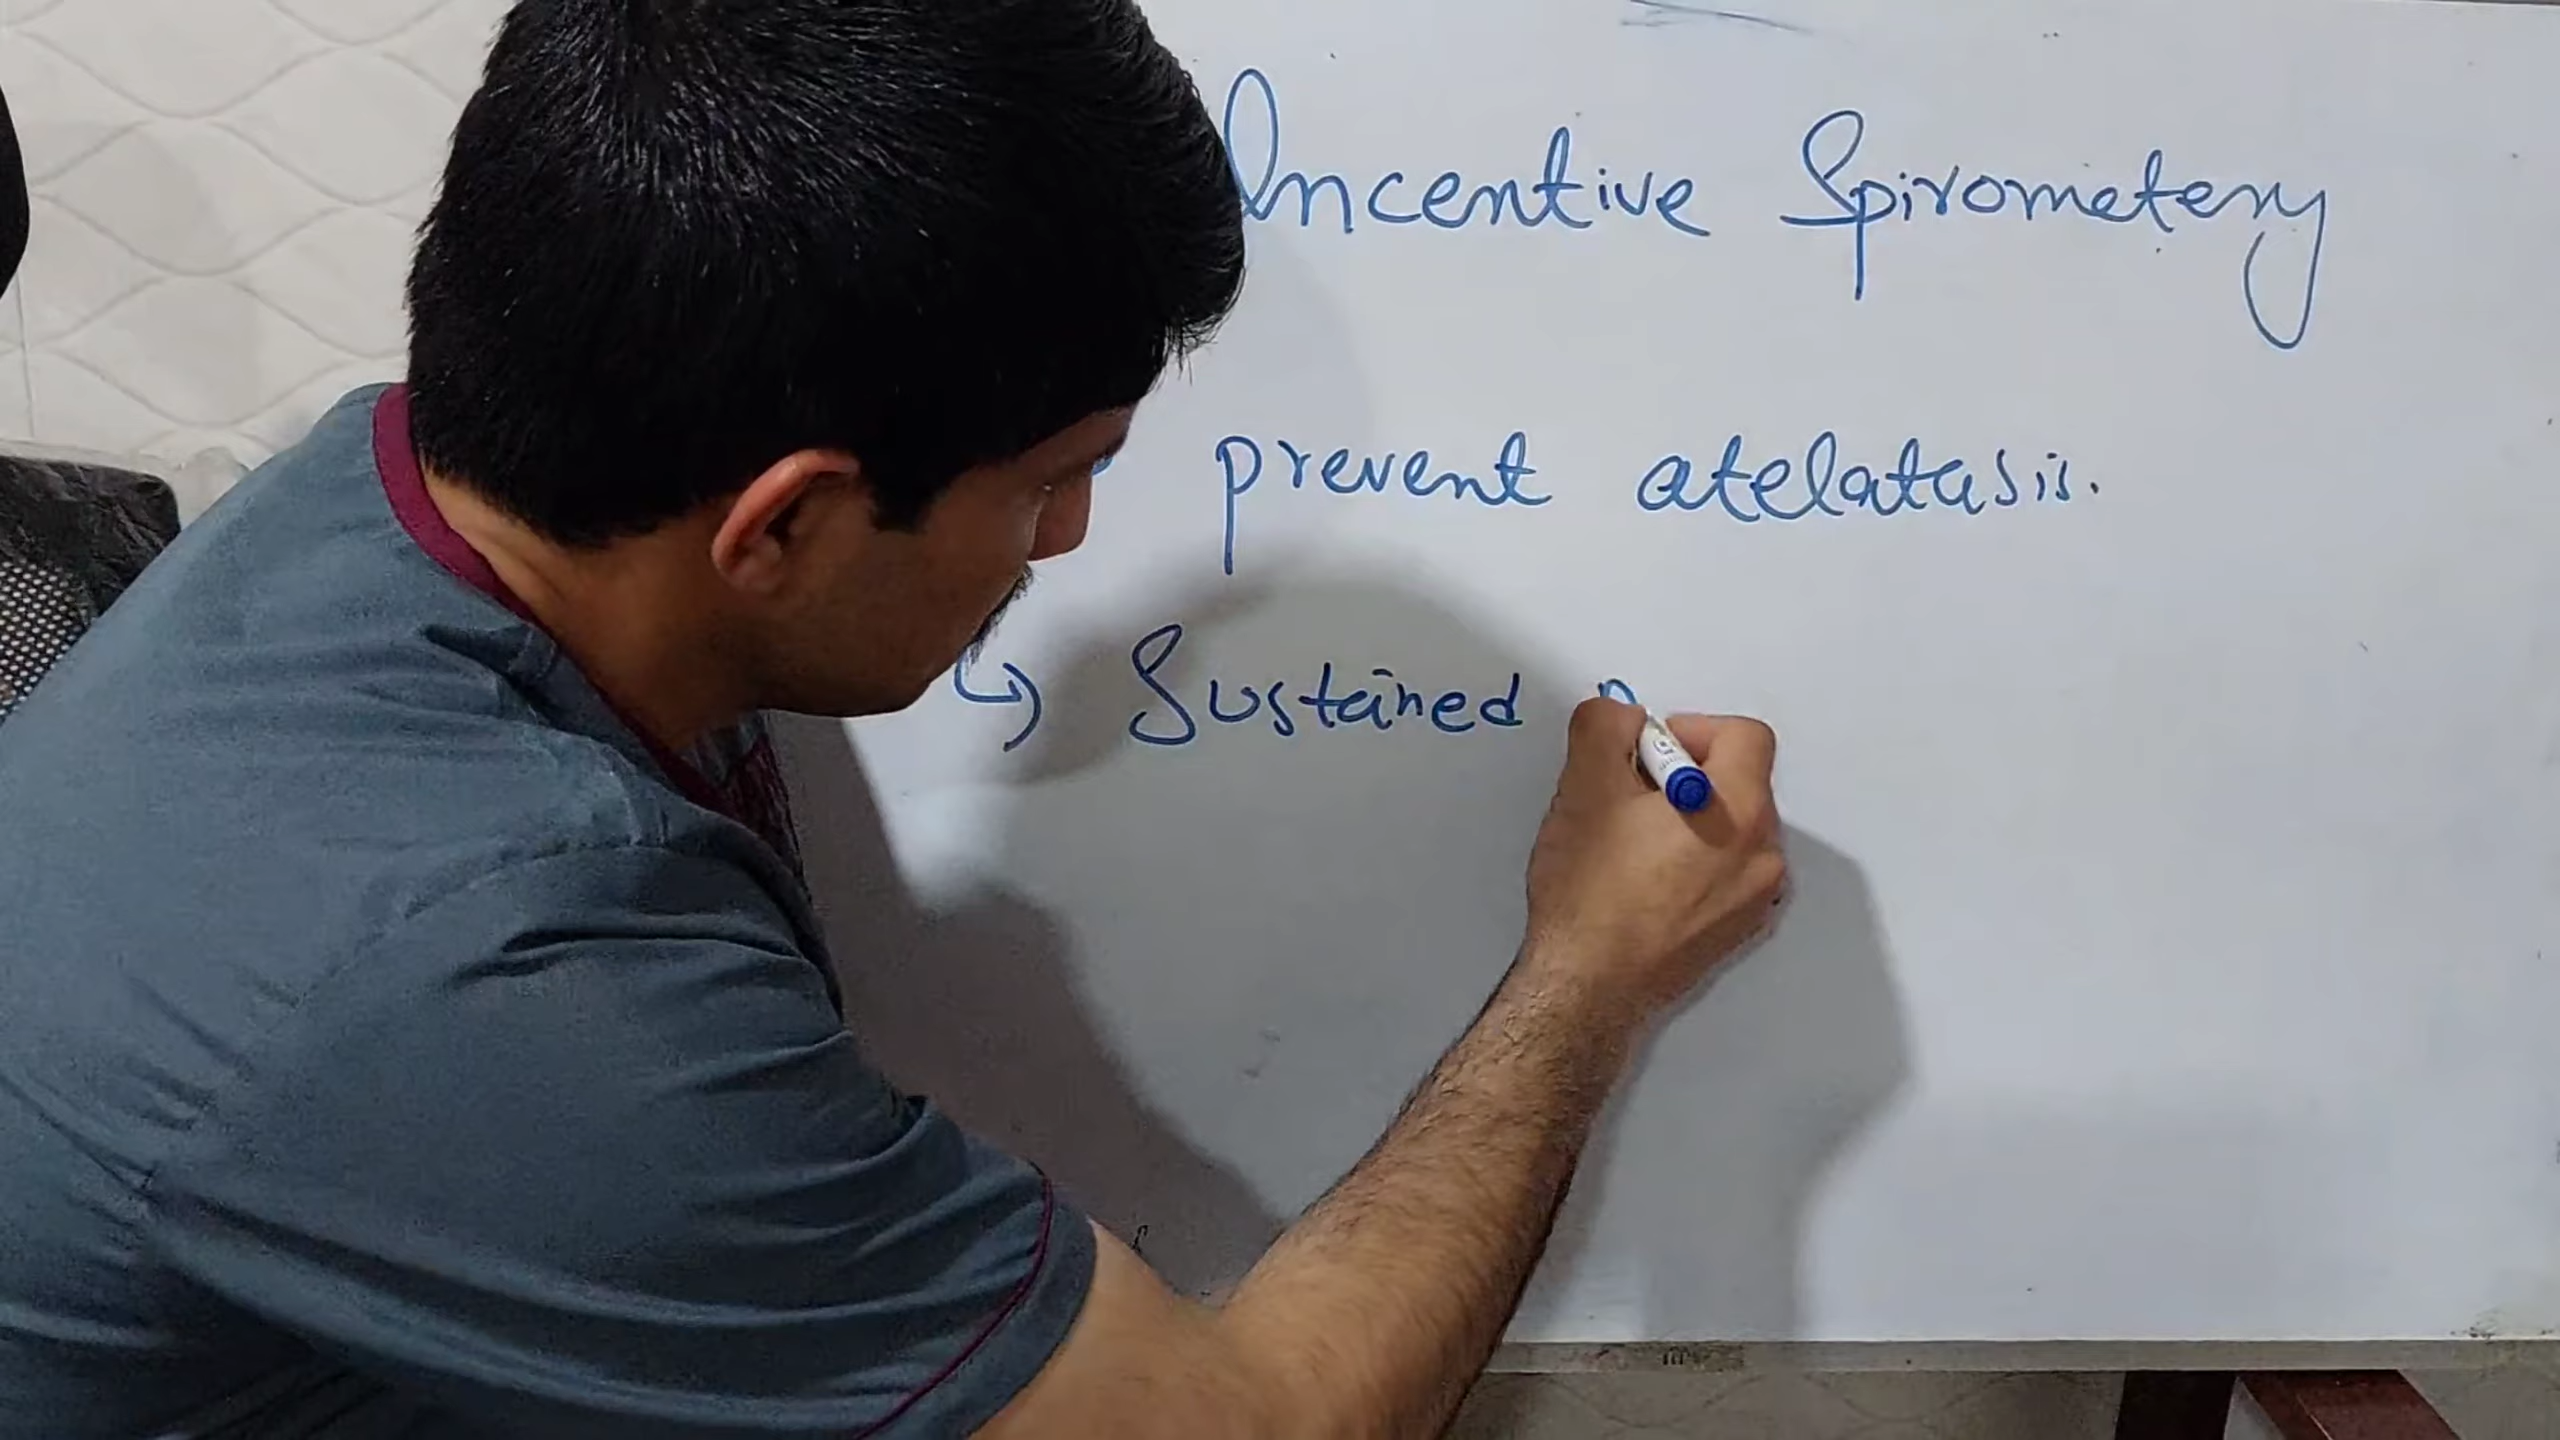 Incentive Spirometery
prevent atelatasis.
↳ Sustained